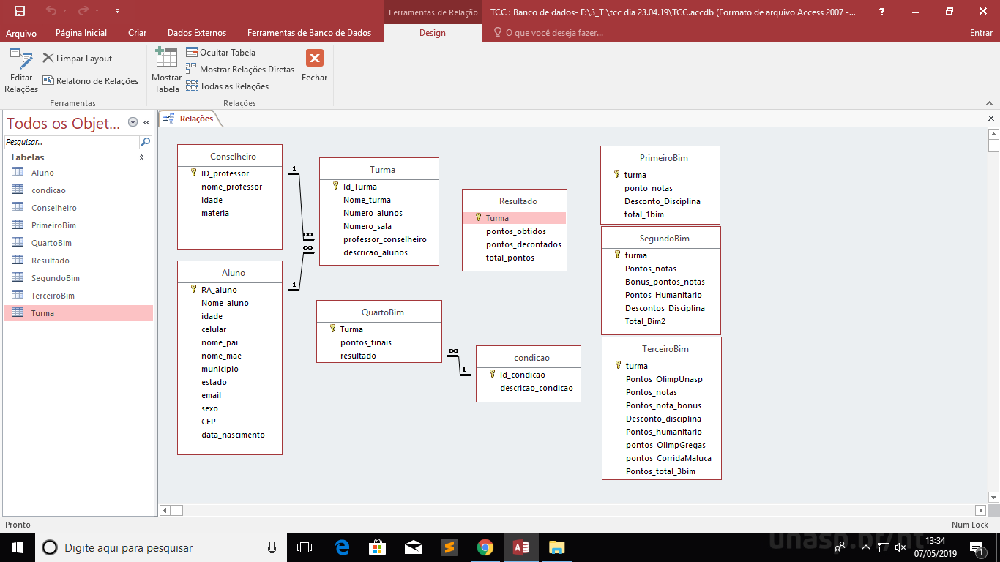 Ferramentas de Relação
TCC : Banco de dados- E:\3_TI\tcc dia 23.04.19\TCC.accdb (Formato de arquivo Access 2007 -...
?
Arquivo
Página Inicial
Criar
Dados Externos
Ferramentas de Banco de Dados
Design
O que você deseja fazer...
Entrar
Editar
Relações
Limpar Layout
Relatório de Relações
Ferramentas
Mostrar
Tabela
Ocultar Tabela
Mostrar Relações Diretas
Todas as Relações
Fechar
Relações
Todos os Objet...
Pesquisar...
Tabelas
Aluno
condicao
Conselheiro
PrimeiroBim
QuartoBim
Resultado
SegundoBim
TerceiroBim
Turma
Relações
Conselheiro
ID_professor
nome_professor
idade
materia
1
∞
Turma
Id_Turma
Nome_turma
Numero_alunos
Numero_sala
professor_conselheiro
descricao_alunos
∞
1
Aluno
RA_aluno
Nome_aluno
idade
celular
nome_pai
nome_mae
municipio
estado
email
sexo
CEP
data_nascimento
Resultado
Turma
pontos_obtidos
pontos_decontados
total_pontos
QuartoBim
Turma
pontos_finais
resultado
∞
1
condicao
Id_condicao
descricao_condicao
PrimeiroBim
turma
ponto_notas
Desconto_Disciplina
total_1bim
SegundoBim
turma
Pontos_notas
Bonus_pontos_notas
Pontos_Humanitario
Descontos_Disciplina
Total_Bim2
TerceiroBim
turma
Pontos_OlimpUnasp
Pontos_notas
Pontos_nota_bonus
Desconto_disciplina
Pontos_humanitario
pontos_OlimpGregas
pontos_CorridaMaluca
Pontos_total_3bim
Pronto
Num Lock
Digite aqui para pesquisar
unasp.br/ht
13:34
07/05/2019
1